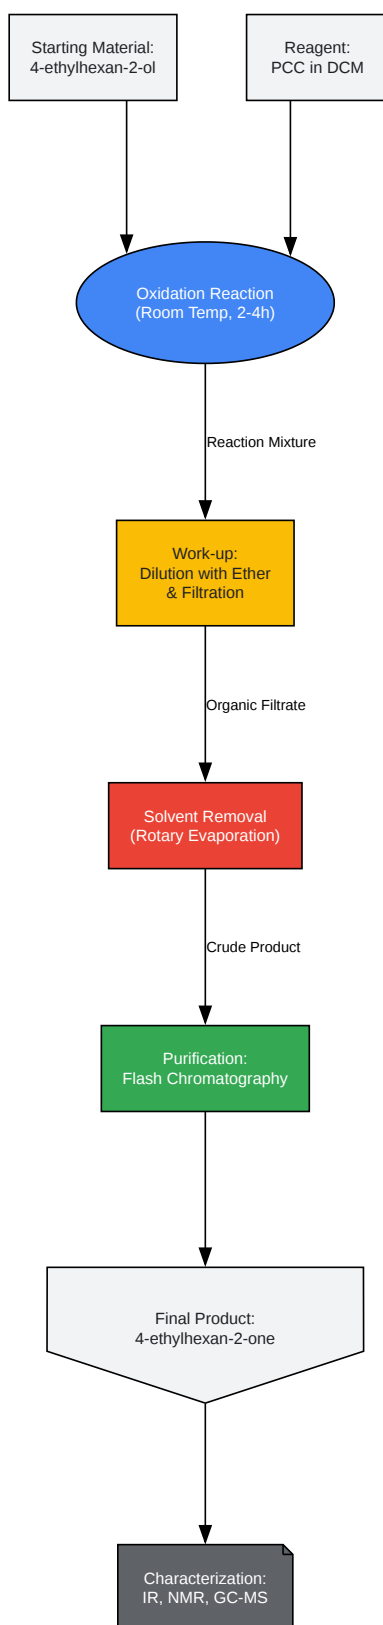 Starting Material:
4-ethylhexan-2-ol
Reagent:
PCC in DCM
Oxidation Reaction
(Room Temp, 2-4h)
Reaction Mixture
Work-up:
Dilution with Ether
& Filtration
Organic Filtrate
Solvent Removal
(Rotary Evaporation)
Crude Product
Purification:
Flash Chromatography
Final Product:
4-ethylhexan-2-one
Characterization:
IR, NMR, GC-MS